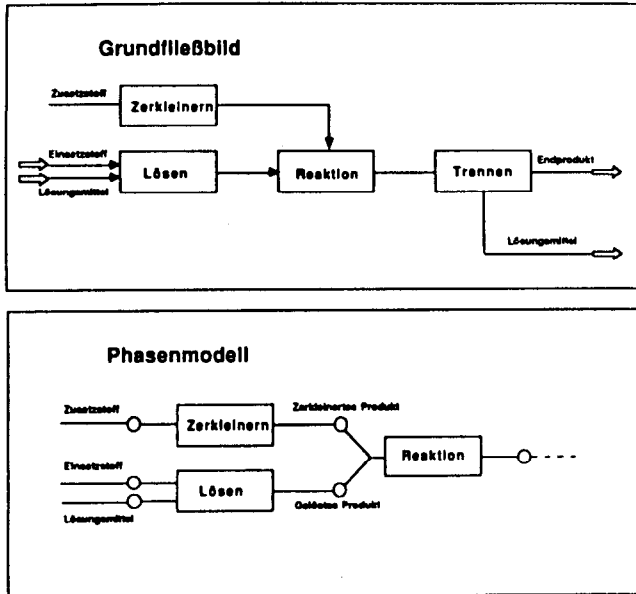 Grundfließbild
Zusatzstoff
Zerkleinern
Einsatzstoff
Lösungsmittel
Lösen
Reaktion
Trennen
Endprodukt
Lösungsmittel
Phasenmodell
Zusatzstoff
Zerkleinern
Zerkleinertes Produkt
Einsatzstoff
Lösungsmittel
Lösen
Gelöstes Produkt
Reaktion